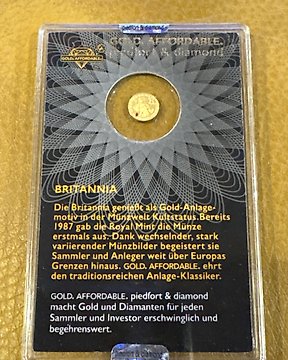 piedfort & diamond
GOLD. AFFORDABLE.
piedfort & diamond
GOLD. AFFORDABLE.
BRITANNIA
Die Britannia genießt als Gold-Anlage-
motiv in der Münzwelt Kultstatus.Bereits
1987 gab die Royal Mint die Münze
erstmals aus. Dank wechselnder, stark
variierender Münzbilder begeistert sie
Sammler und Anleger weit über Europas
Grenzen hinaus. GOLD. AFFORDABLE. ehrt
den traditionsreichen Anlage-Klassiker.
GOLD. AFFORDABLE. piedfort & diamond
macht Gold und Diamanten für jeden
Sammler und Investor erschwinglich und
begehrenswert.